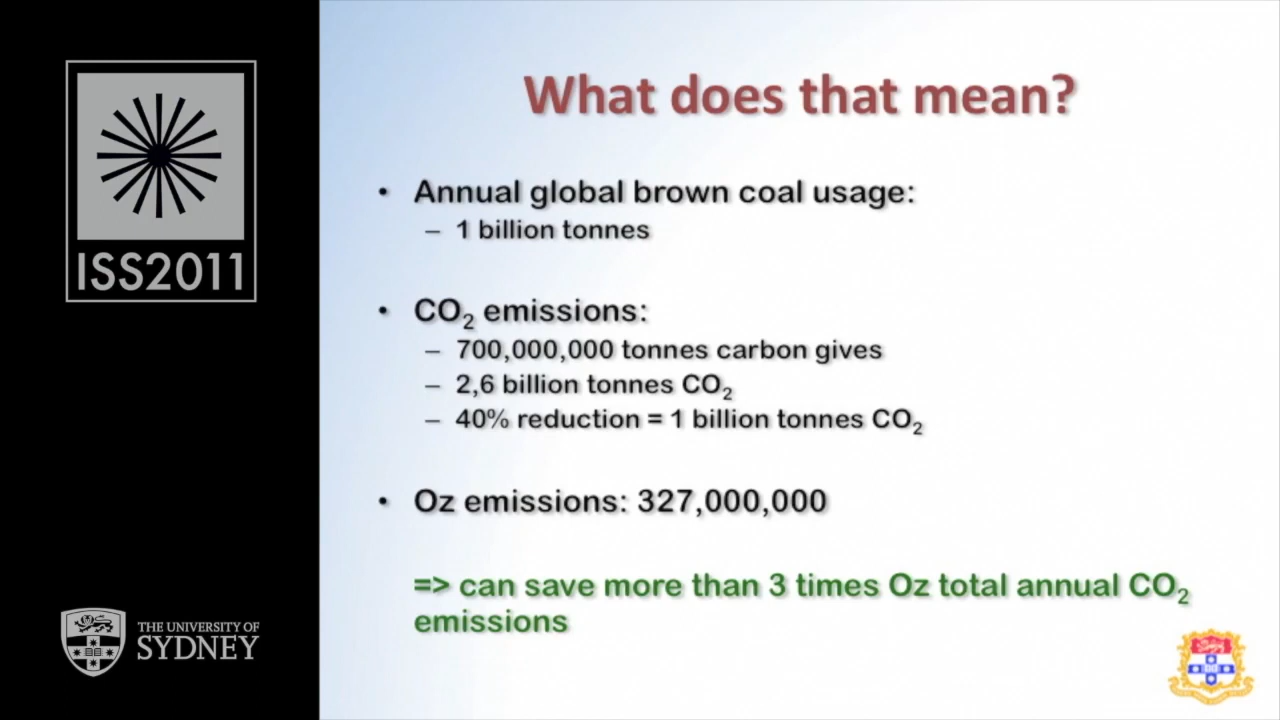 ISS2011
THE UNIVERSITY OF
SYDNEY
What does that mean?
• Annual global brown coal usage:
– 1 billion tonnes
• CO₂ emissions:
– 700,000,000 tonnes carbon gives
– 2,6 billion tonnes CO₂
– 40% reduction = 1 billion tonnes CO₂
• Oz emissions: 327,000,000
=> can save more than 3 times Oz total annual CO₂
emissions